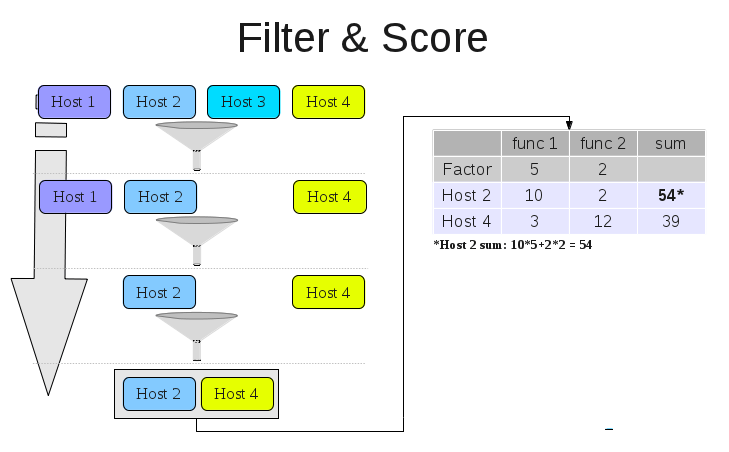 Filter & Score
Host 1 Host 2 Host 3 Host 4
Host 1 Host 2 Host 4
Host 2 Host 4
Host 2 Host 4
func 1 func 2 sum
Factor 5 2
Host 2 10 2 54*
Host 4 3 12 39
*Host 2 sum: 10*5+2*2 = 54